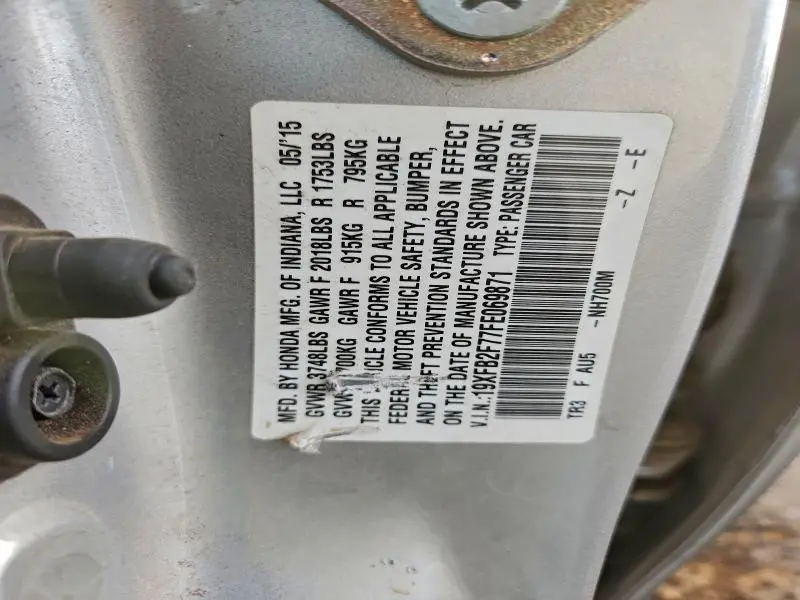 MFD. BY HONDA MFG. OF INDIANA, LLC 05/'15
GVWR 3748LBS GAWR F 2018LBS R 1753LBS
700KG GAWR F 915KG R 795KG
THIS CONFORMS TO ALL APPLICABLE
FEDERAL MOTOR VEHICLE SAFETY, BUMPER,
AND THEFT PREVENTION STANDARDS IN EFFECT
ON THE DATE OF MANUFACTURE SHOWN ABOVE.
V.I.N.:19XFB2F77FE069871 TYPE: PASSENGER CAR
TR3 F AU5 -NH700M -Z -E